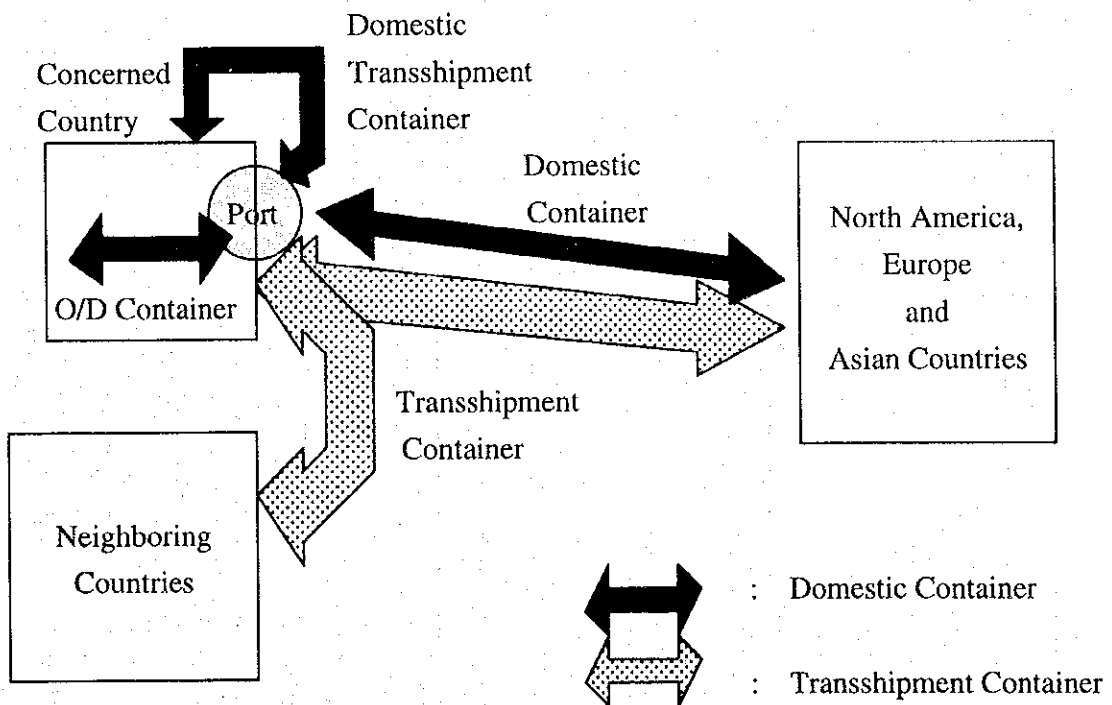 Domestic
Transshipment
Container
Concerned
Country
Domestic
Container
Port
O/D Container
North America,
Europe
and
Asian Countries
Transshipment
Container
Neighboring
Countries
: Domestic Container
: Transshipment Container